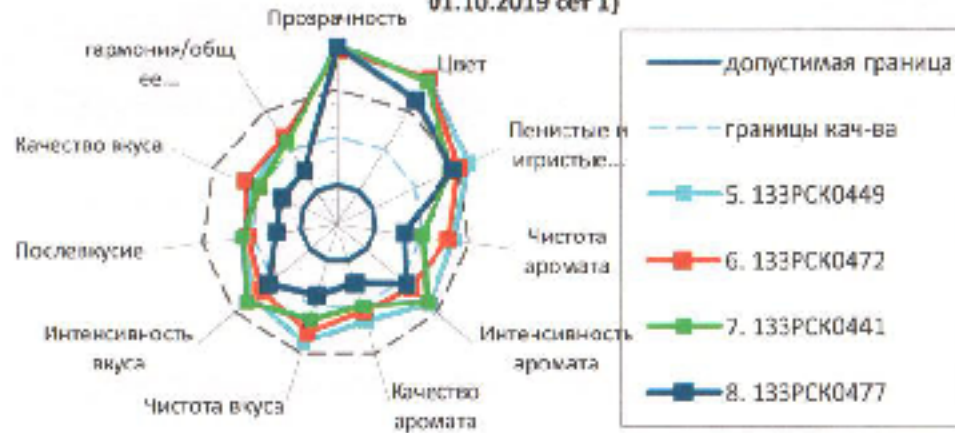 01.10.2019 сет 1)
Прозрачность
гармония/общ
ее....
Цвет
Качество вкуса
Пенистые и
игристые...
Послевкусие
Чистота
аромата
Интенсивность
вкуса
Интенсивность
аромата
Чистота вкуса
Качество
аромата
допустимая граница
границы кач-ва
5. 133РСК0449
6. 133РСК0472
7. 133РСК0441
8. 133РСК0477